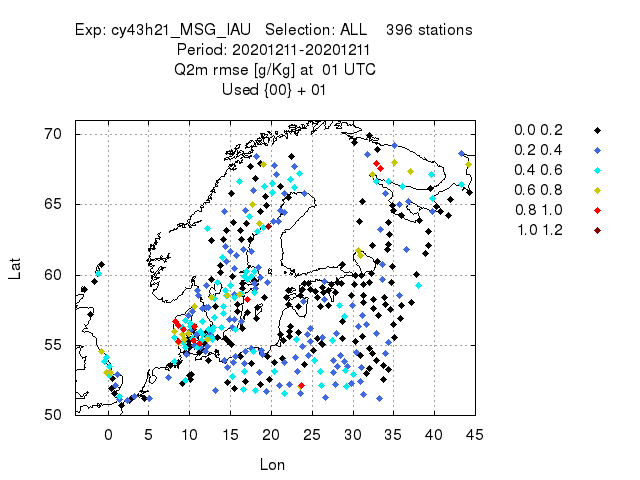 Exp: cy43h21_MSG_IAU Selection: ALL 396 stations
Period: 20201211-20201211
Q2m rmse [g/Kg] at 01 UTC
Used {00} + 01
70
65
60
55
50
Lat
0 5 10 15 20 25 30 35 40 45
Lon
0.0 0.2
0.2 0.4
0.4 0.6
0.6 0.8
0.8 1.0
1.0 1.2